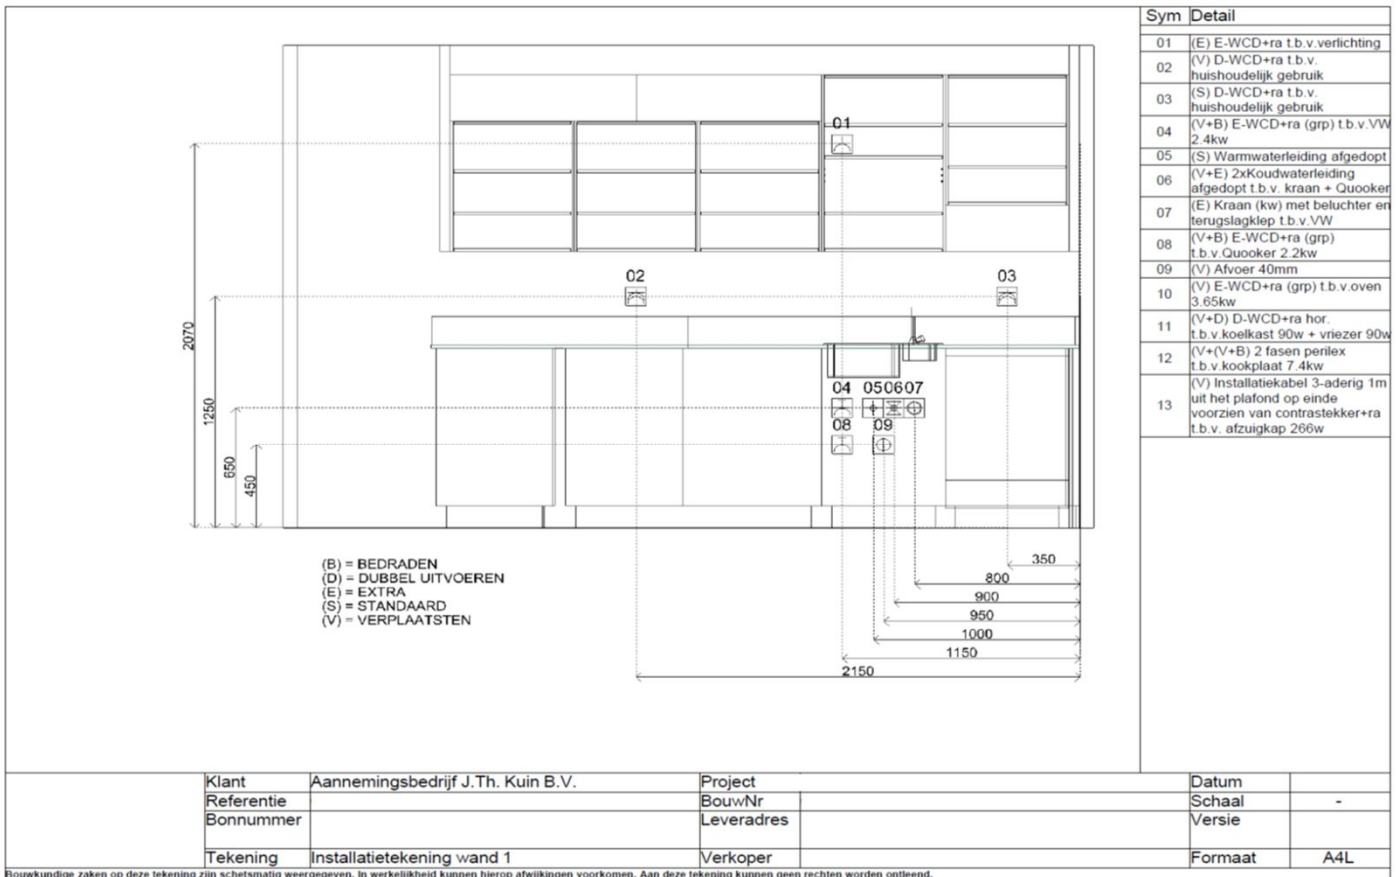 Sym Detail
01 (E) E-WCD+ra t.b.v.verlichting
02 (V) D-WCD+ra t.b.v.
huishoudelijk gebruik
03 (S) D-WCD+ra t.b.v.
huishoudelijk gebruik
04 (V+B) E-WCD+ra (grp) t.b.v.VW
2.4kw
05 (S) Warmwaterleiding afgedopt
06 (V+E) 2xKoudwaterleiding
afgedopt t.b.v. kraan + Quooker
07 (E) Kraan (kw) met beluchter en
terugslagklep t.b.v.VW
08 (V+B) E-WCD+ra (grp)
t.b.v.Quooker 2.2kw
09 (V) Afvoer 40mm
10 (V) E-WCD+ra (grp) t.b.v.oven
3.65kw
11 (V+D) D-WCD+ra hor.
t.b.v.koelkast 90w + vriezer 90w
12 (V+(V+B) 2 fasen perilex
t.b.v.kookplaat 7.4kw
13 (V) Installatiekabel 3-aderig 1m
uit het plafond op einde
voorzien van contrastekker+ra
t.b.v. afzuigkap 266w
01
02 03
04 05 06 07
08 09
2070
1250
650
450
(B) = BEDRADEN
(D) = DUBBEL UITVOEREN
(E) = EXTRA
(S) = STANDAARD
(V) = VERPLAATSTEN
350
800
900
950
1000
1150
2150
Klant Aannemingsbedrijf J.Th. Kuin B.V. Project Datum
Referentie BouwNr Schaal -
Bonnummer Leveradres Versie
Tekening Installatietekening wand 1 Verkoper Formaat A4L
Bouwkundige zaken op deze tekening zijn schetsmatig weergegeven. In werkelijkheid kunnen hierop afwijkingen voorkomen. Aan deze tekening kunnen geen rechten worden ontleend.